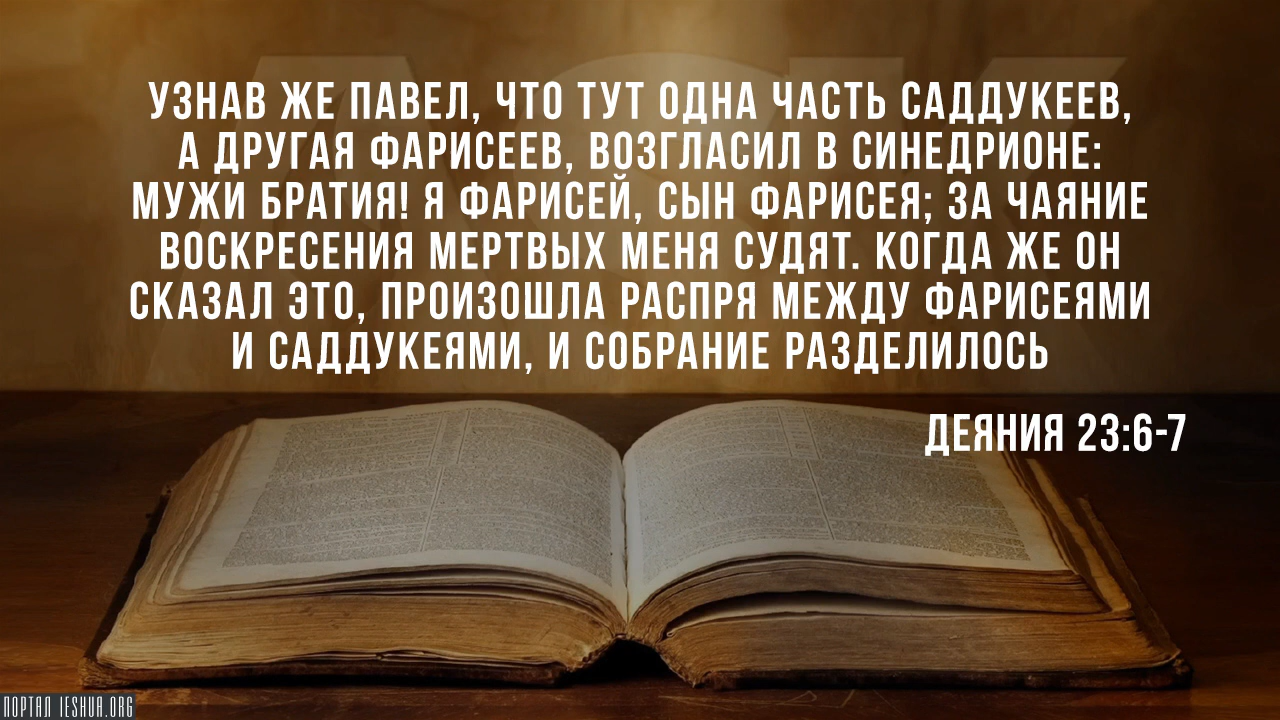 УЗНАВ ЖЕ ПАВЕЛ, ЧТО ТУТ ОДНА ЧАСТЬ САДДУКЕЕВ,
А ДРУГАЯ ФАРИСЕЕВ, ВОЗГЛАСИЛ В СИНЕДРИОНЕ:
МУЖИ БРАТИЯ! Я ФАРИСЕЙ, СЫН ФАРИСЕЯ; ЗА ЧАЯНИЕ
ВОСКРЕСЕНИЯ МЕРТВЫХ МЕНЯ СУДЯТ. КОГДА ЖЕ ОН
СКАЗАЛ ЭТО, ПРОИЗОШЛА РАСПРЯ МЕЖДУ ФАРИСЕЯМИ
И САДДУКЕЯМИ, И СОБРАНИЕ РАЗДЕЛИЛОСЬ
ДЕЯНИЯ 23:6-7
ПОРТАЛ IESHUA.ORG